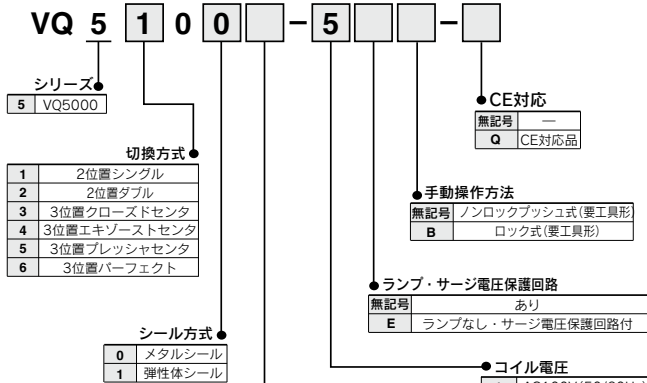 VQ 5 1 0 0 - 5 -
シリーズ
5 VQ5000
切換方式
1 2位置シングル
2 2位置ダブル
3 3位置クローズドセンタ
4 3位置エキゾーストセンタ
5 3位置プレッシャセンタ
6 3位置パーフェクト
シール方式
0 メタルシール
1 弾性体シール
CE対応
無記号 —
Q CE対応品
手動操作方法
無記号 ノンロックプッシュ式(要工具形)
B ロック式(要工具形)
ランプ・サージ電圧保護回路
無記号 あり
E ランプなし・サージ電圧保護回路付
コイル電圧